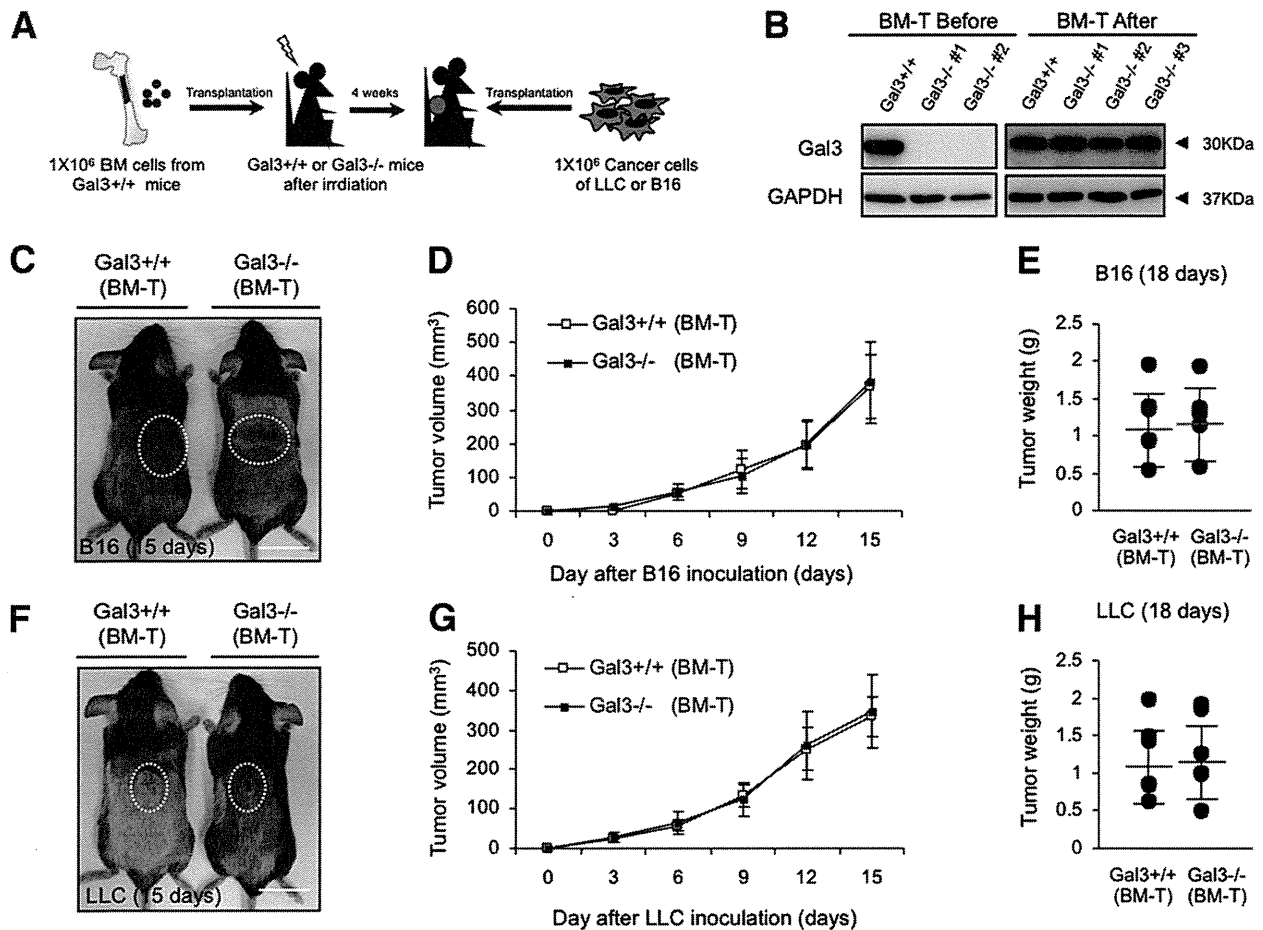 A
Transplantation
4 weeks
Transplantation
1X10⁶ BM cells from
Gal3+/+ mice
Gal3+/+ or Gal3-/- mice
after irrdiation
1X10⁶ Cancer cells
of LLC or B16
B
BM-T Before
BM-T After
Gal3+/+
Gal3-/- #1
Gal3-/- #2
Gal3+/+
Gal3-/- #1
Gal3-/- #2
Gal3-/- #3
Gal3
30KDa
GAPDH
37KDa
C
Gal3+/+
(BM-T)
Gal3-/-
(BM-T)
B16 (15 days)
D
Tumor volume (mm³)
600
500
400
300
200
100
0
Gal3+/+ (BM-T)
Gal3-/- (BM-T)
0 3 6 9 12 15
Day after B16 inoculation (days)
E
B16 (18 days)
Tumor weight (g)
2.5
2
1.5
1
0.5
0
Gal3+/+
(BM-T)
Gal3-/-
(BM-T)
F
Gal3+/+
(BM-T)
Gal3-/-
(BM-T)
LLC (15 days)
G
Tumor volume (mm³)
500
400
300
200
100
0
Gal3+/+ (BM-T)
Gal3-/- (BM-T)
0 3 6 9 12 15
Day after LLC inoculation (days)
H
LLC (18 days)
Tumor weight (g)
2.5
2
1.5
1
0.5
0
Gal3+/+
(BM-T)
Gal3-/-
(BM-T)